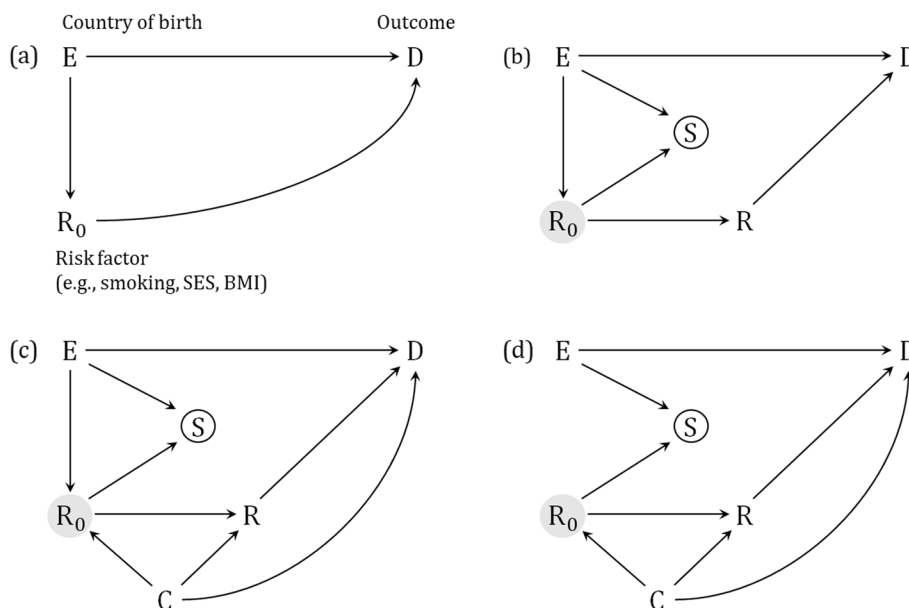 Country of birth Outcome
(a) E D (b) E D
S
R₀
Risk factor
(e.g., smoking, SES, BMI)
R₀ R
(c) E D (d) E D
S S
R₀ R R₀ R
C C